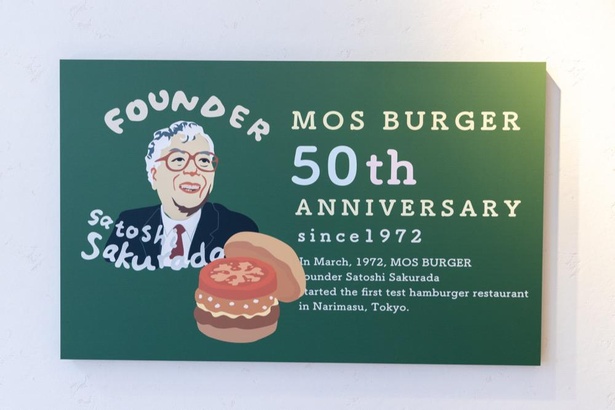 FOUNDER
satoshi
Sakurada
MOS BURGER
50th
ANNIVERSARY
since1972
In March, 1972, MOS BURGER
founder Satoshi Sakurada
started the first test hamburger restaurant
in Narimasu, Tokyo.